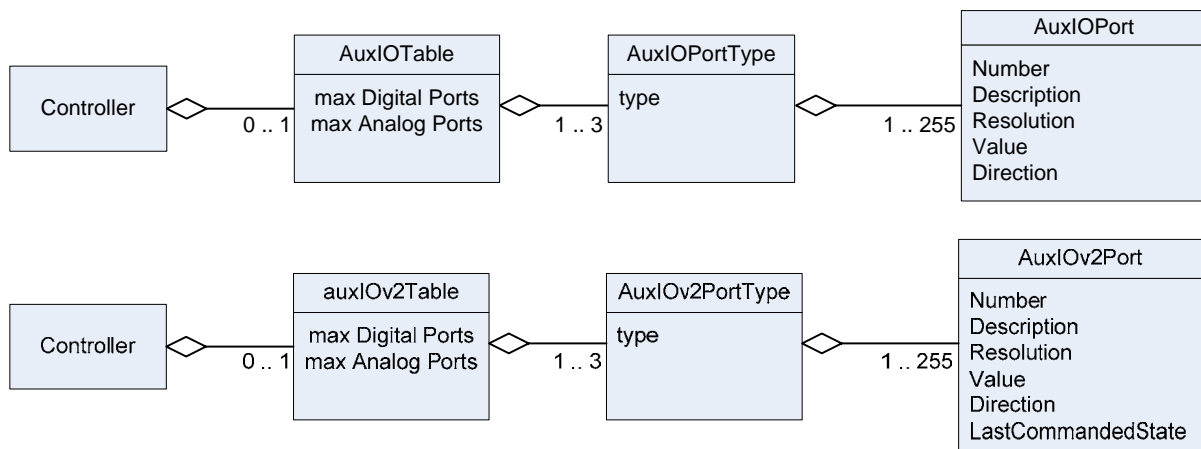 Controller
0 .. 1
AuxIOTable
max Digital Ports
max Analog Ports
1 .. 3
AuxIOPortType
type
1 .. 255
AuxIOPort
Number
Description
Resolution
Value
Direction
Controller
0 .. 1
auxIOv2Table
max Digital Ports
max Analog Ports
1 .. 3
AuxIOv2PortType
type
1 .. 255
AuxIOv2Port
Number
Description
Resolution
Value
Direction
LastCommandedState